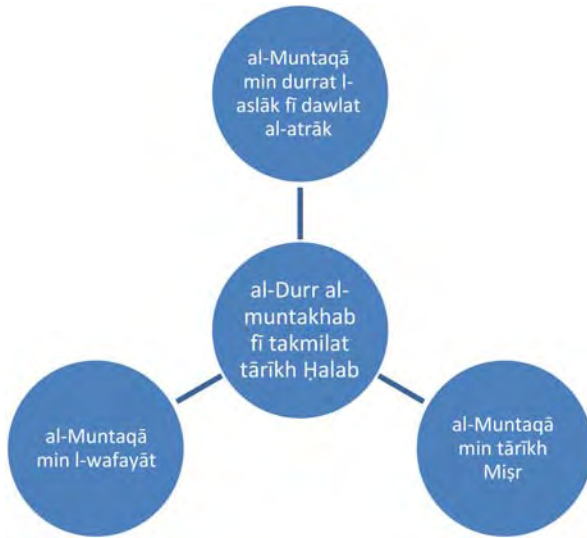 al-Muntaqā
min durrat l-
aslāk fī dawlat
al-atrāk
al-Durr al-
muntakhab
fī takmilat
tārīkh Ḥalab
al-Muntaqā
min l-wafayāt
al-Muntaqā
min tārīkh
Miṣr